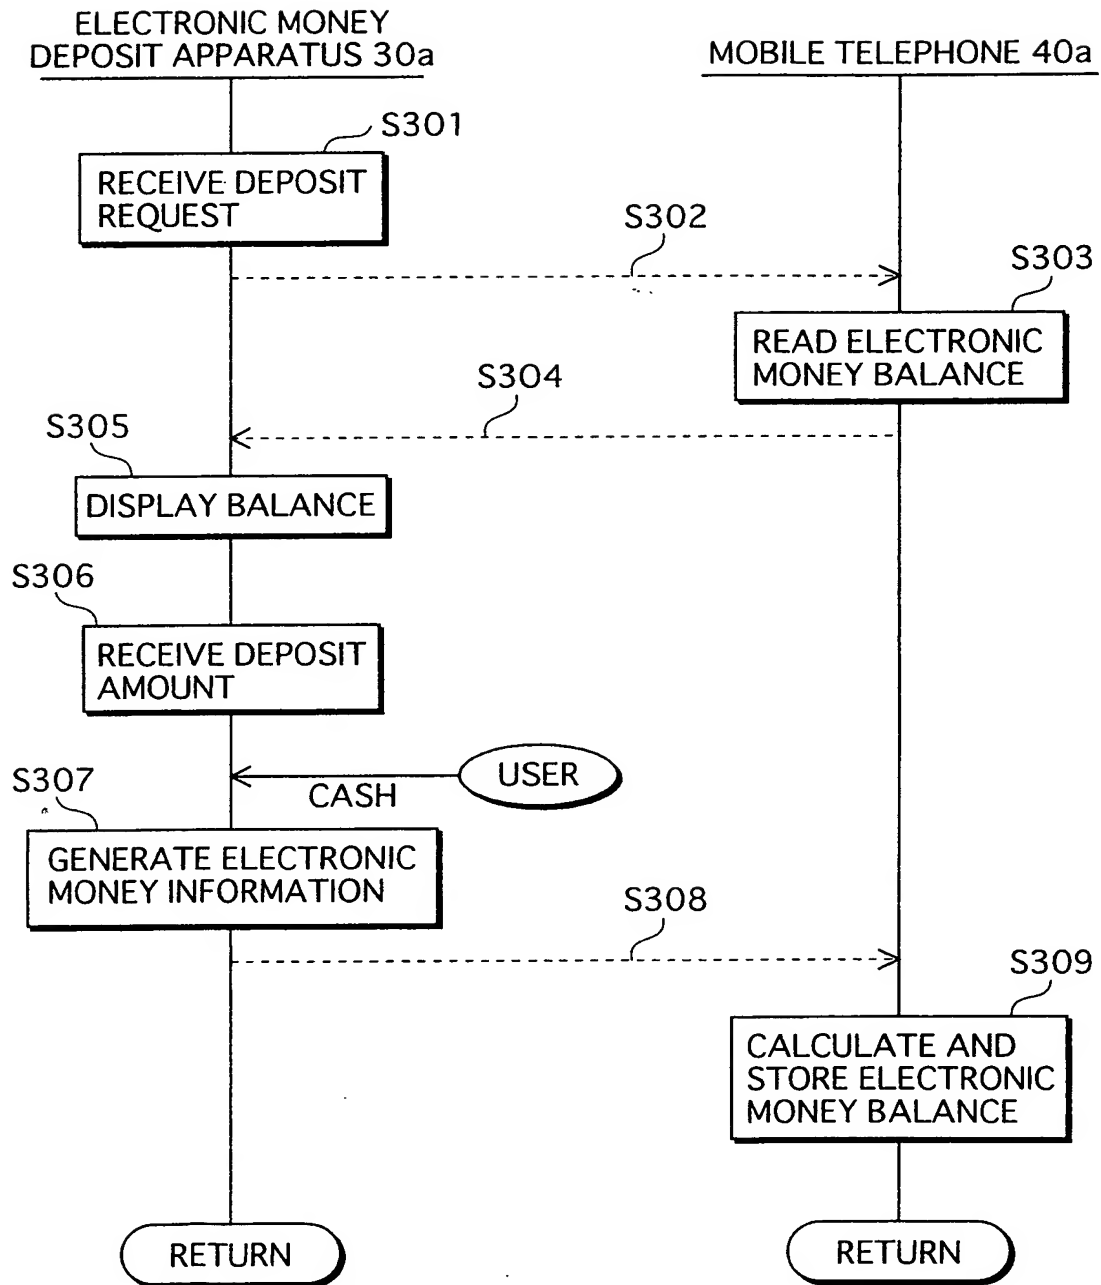 ELECTRONIC MONEY
DEPOSIT APPARATUS 30a
MOBILE TELEPHONE 40a
S301
RECEIVE DEPOSIT
REQUEST
S302
S303
READ ELECTRONIC
MONEY BALANCE
S304
S305
DISPLAY BALANCE
S306
RECEIVE DEPOSIT
AMOUNT
USER
CASH
S307
GENERATE ELECTRONIC
MONEY INFORMATION
S308
S309
CALCULATE AND
STORE ELECTRONIC
MONEY BALANCE
RETURN
RETURN